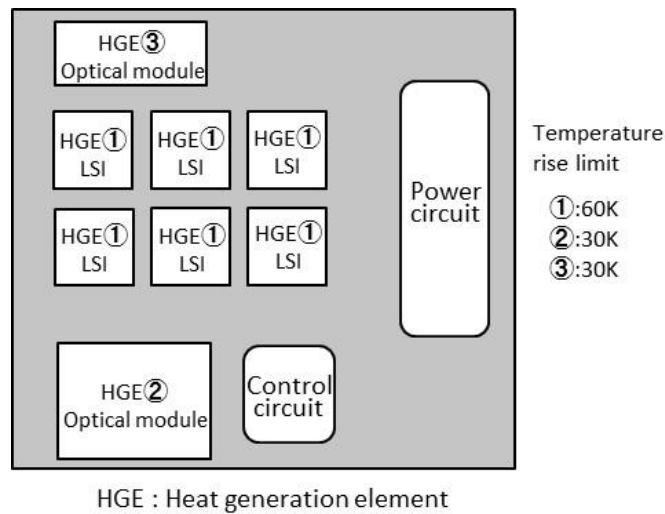 HGE③
Optical module
HGE①
LSI
HGE①
LSI
HGE①
LSI
HGE①
LSI
HGE①
LSI
HGE①
LSI
HGE②
Optical module
Control
circuit
Power
circuit
Temperature
rise limit
①:60K
②:30K
③:30K
HGE : Heat generation element